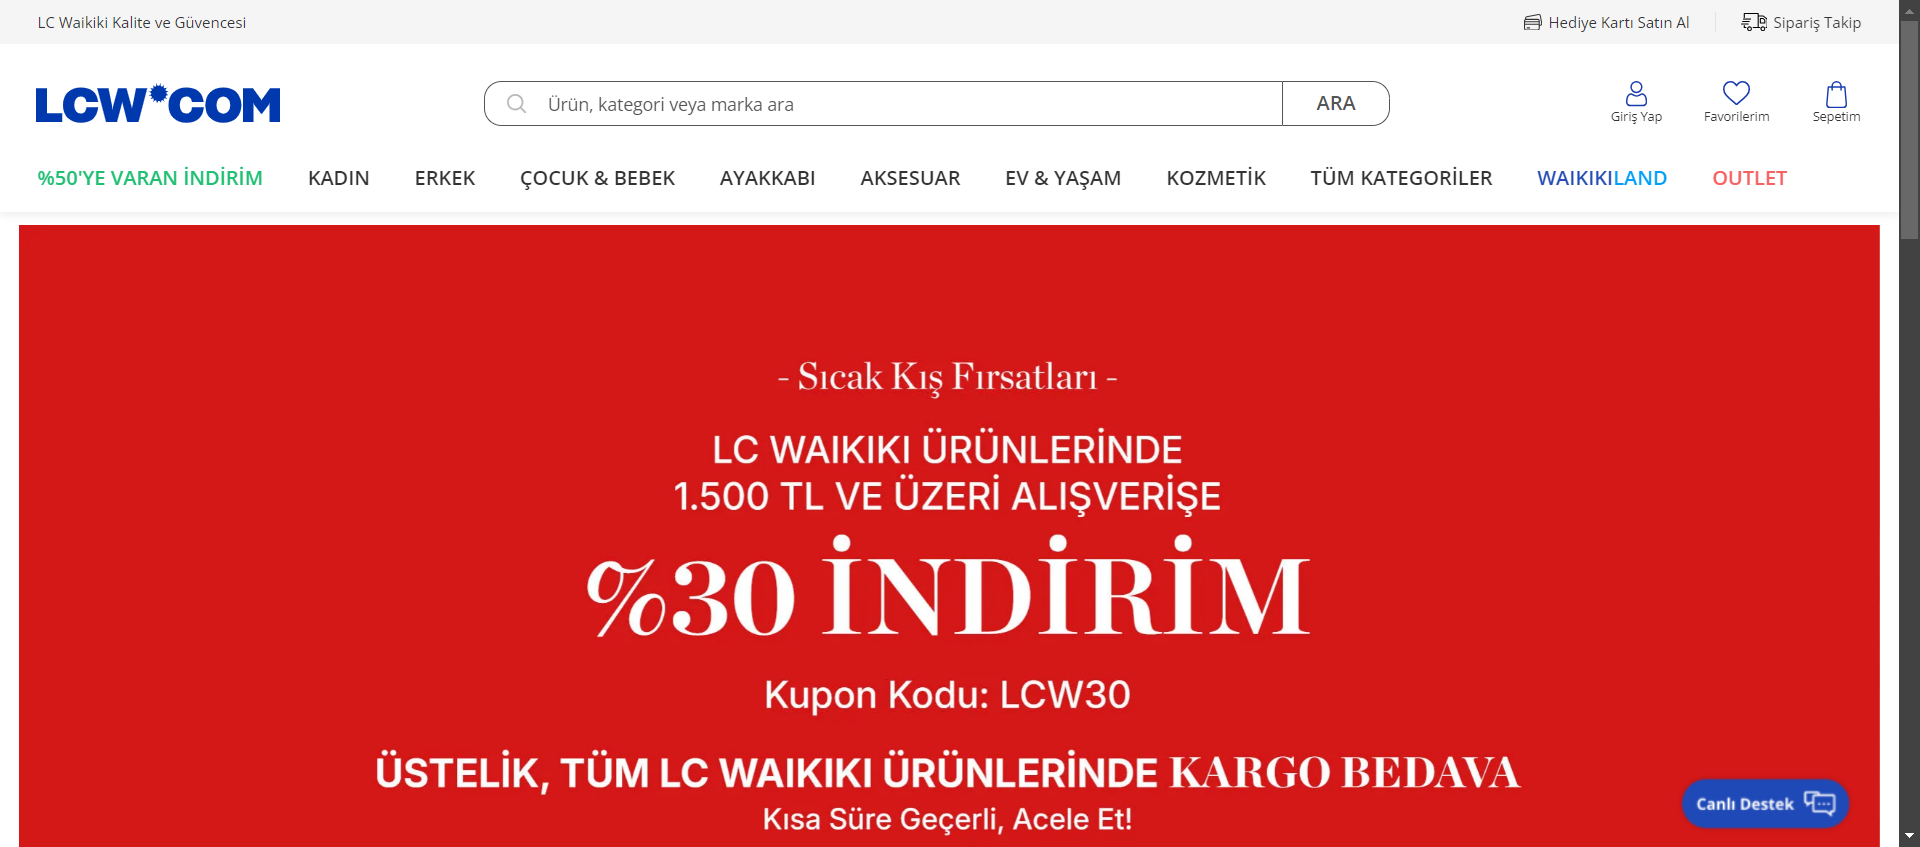 LC Waikiki Kalite ve Güvencesi
Hediye Kartı Satın Al
Sipariş Takip
LCW COM
Ürün, kategori veya marka ara
ARA
Giriş Yap
Favorilerim
Sepetim
%50'YE VARAN İNDİRİM
KADIN
ERKEK
ÇOCUK & BEBEK
AYAKKABI
AKSESUAR
EV & YAŞAM
KOZMETİK
TÜM KATEGORİLER
WAIKIKILAND
OUTLET
- Sıcak Kış Fırsatları -
LC WAIKIKI ÜRÜNLERİNDE
1.500 TL VE ÜZERİ ALIŞVERİŞE
%30 İNDİRİM
Kupon Kodu: LCW30
ÜSTELİK, TÜM LC WAIKIKI ÜRÜNLERİNDE KARGO BEDAVA
Kısa Süre Geçerli, Acele Et!
Canlı Destek